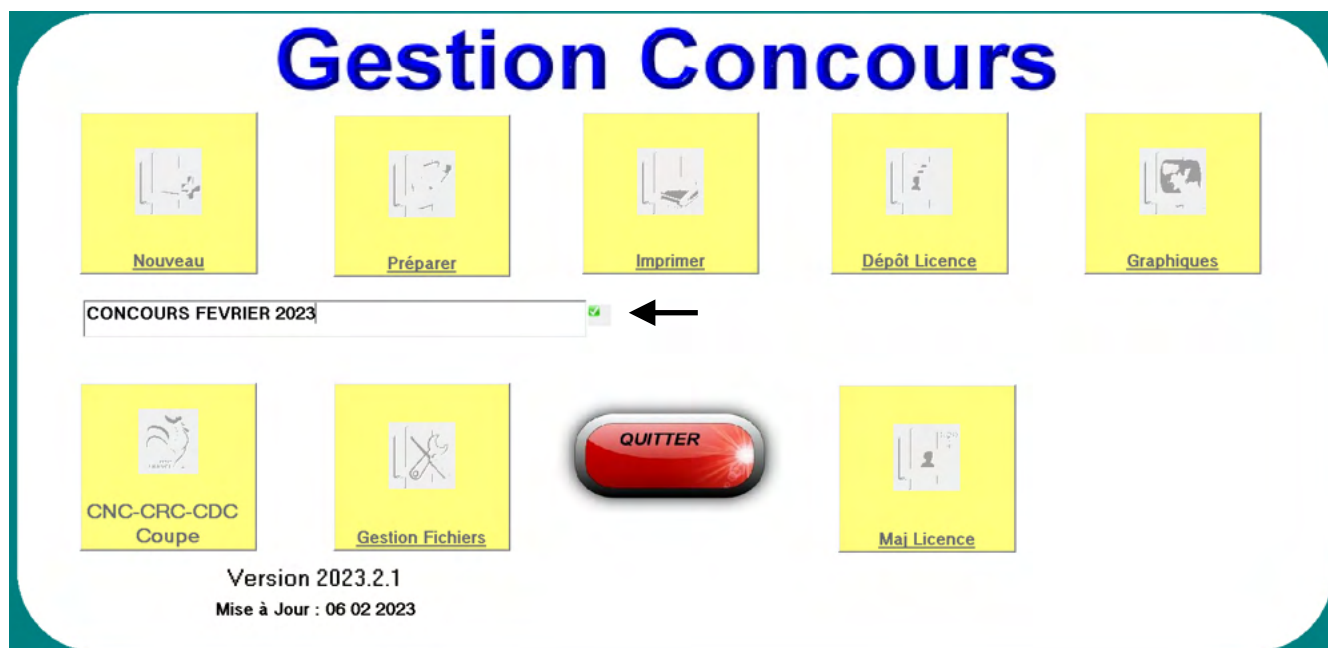 Gestion Concours
Nouveau
Préparer
Imprimer
Dépôt Licence
Graphiques
CONCOURS FEVRIER 2023
CNC-CRC-CDC
Coupe
Gestion Fichiers
QUITTER
Maj Licence
Version 2023.2.1
Mise à Jour : 06 02 2023